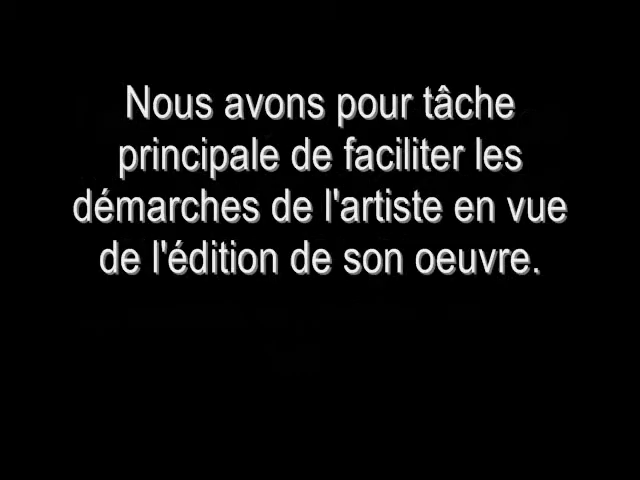 Nous avons pour tâche
principale de faciliter les
démarches de l'artiste en vue
de l'édition de son oeuvre.